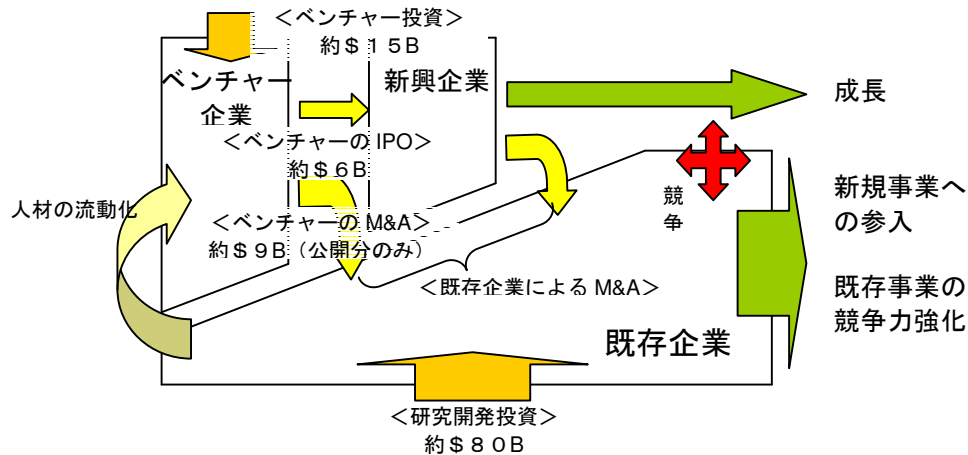 ＜ベンチャー投資＞
約＄１５B
ベンチャー
企業
新興企業
成長
＜ベンチャーの IPO＞
約＄６B
競
争
新規事業へ
の参入
人材の流動化
＜ベンチャーの M&A＞
約＄９B（公開分のみ）
＜既存企業による M&A＞
既存事業の
競争力強化
既存企業
＜研究開発投資＞
約＄８０B